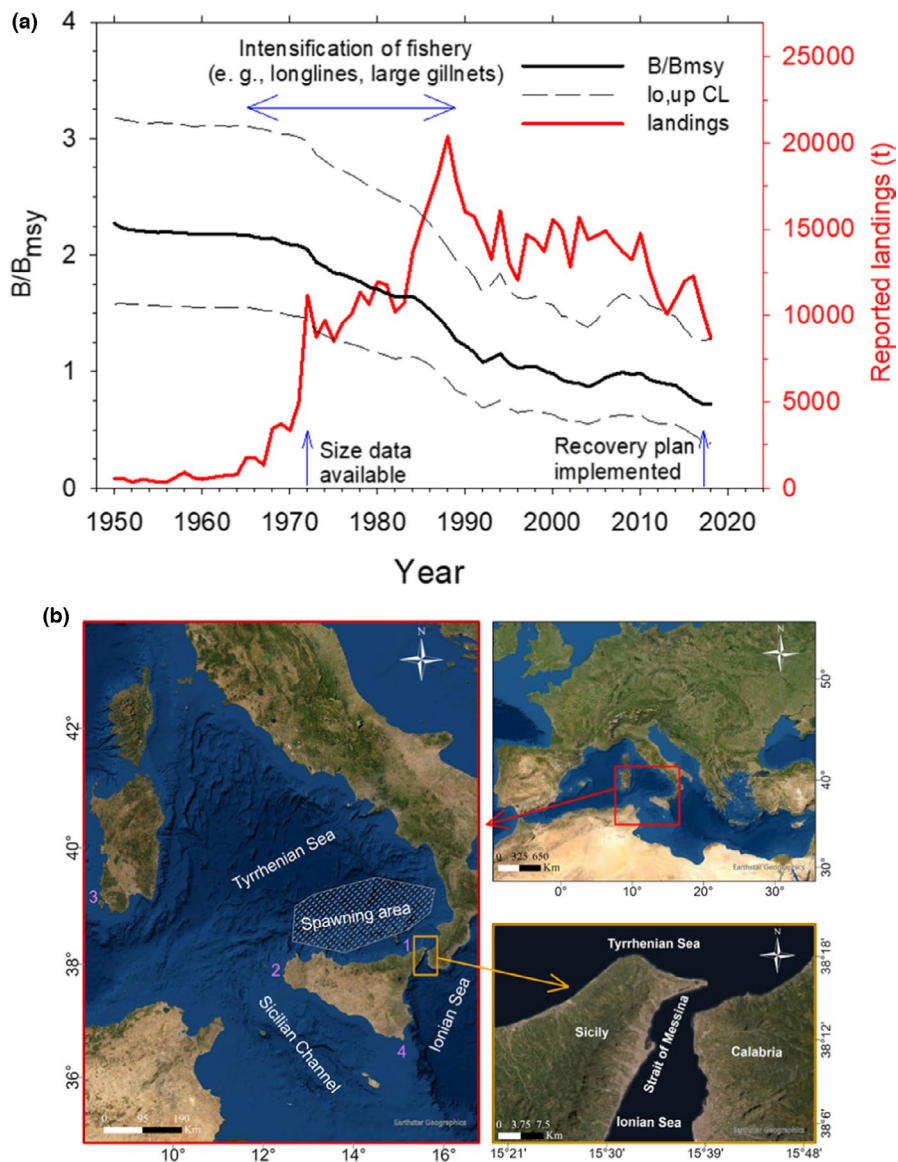 (a)
Intensification of fishery
(e. g., longlines, large gillnets)
B/Bmsy
lo,up CL
landings
4
3
2
1
0
B/Bmsy
25000
20000
15000
10000
5000
0
Reported landings (t)
Size data
available
Recovery plan
implemented
1950 1960 1970 1980 1990 2000 2010 2020
Year
(b)
N
42°
40°
38°
36°
Tyrrhenian Sea
Spawning area
1
2
3
4
Sicilian Channel
Ionian Sea
0 95 190
Km
Earthstar Geographics
10° 12° 14° 16°
N
50°
40°
30°
0 325 650
Km
Earthstar Geographics
0° 10° 20° 30°
Tyrrhenian Sea
N
Sicily
Strait of Messina
Calabria
Ionian Sea
38°18'
38°12'
38°6'
0 3.75 7.5
Km
Earthstar Geographics
15°21' 15°30' 15°39' 15°48'